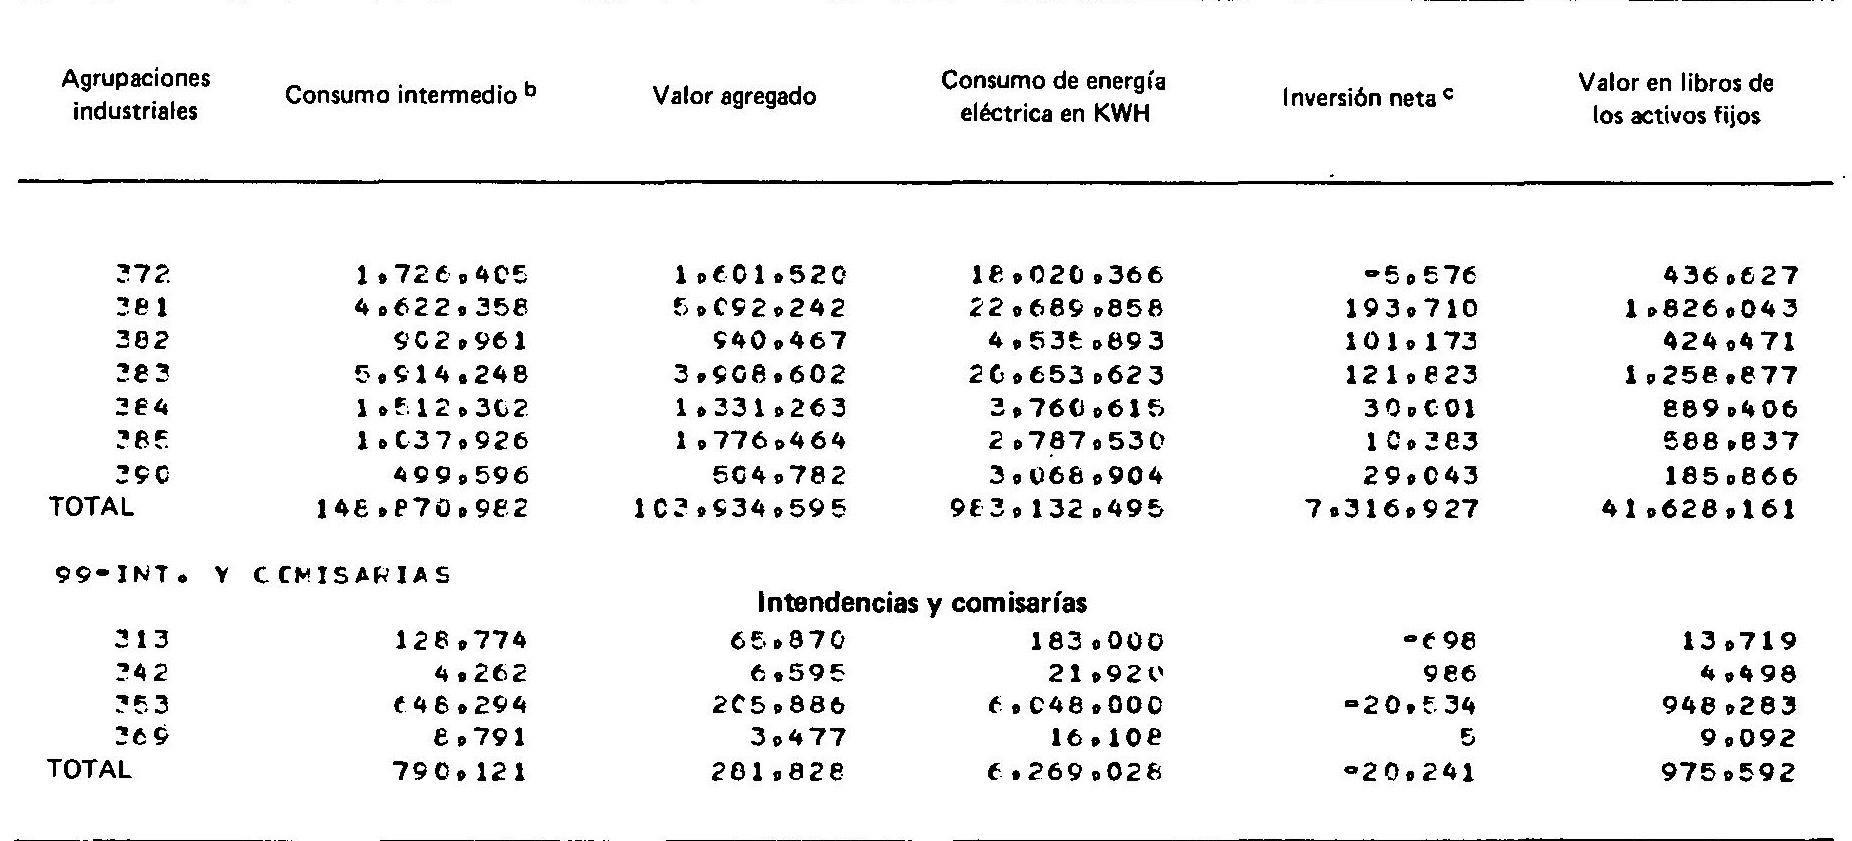 Agrupaciones industriales Consumo intermedio b Valor agregado Consumo de energía eléctrica en KWH Inversión neta c Valor en libros de los activos fijos
372 1,726,405 1,601,520 18,020,366 -5,576 436,627
381 4,622,358 5,092,242 22,689,858 193,710 1,826,043
382 902,961 940,467 4,535,893 101,173 424,471
383 5,914,248 3,908,602 20,653,623 121,823 1,258,877
384 1,512,302 1,331,263 3,760,615 30,001 889,406
385 1,037,926 1,776,464 2,787,530 10,383 588,837
390 499,596 504,782 3,068,904 29,043 185,866
TOTAL 148,870,982 103,934,595 983,132,495 7,316,927 41,628,161
99-INT. Y COMISARIAS
Intendencias y comisarías
313 128,774 65,870 183,000 -698 13,719
342 4,262 6,595 21,920 986 4,498
353 648,294 205,886 6,048,000 -20,534 948,283
369 8,791 3,477 16,108 5 9,092
TOTAL 790,121 281,828 6,269,028 -20,241 975,592